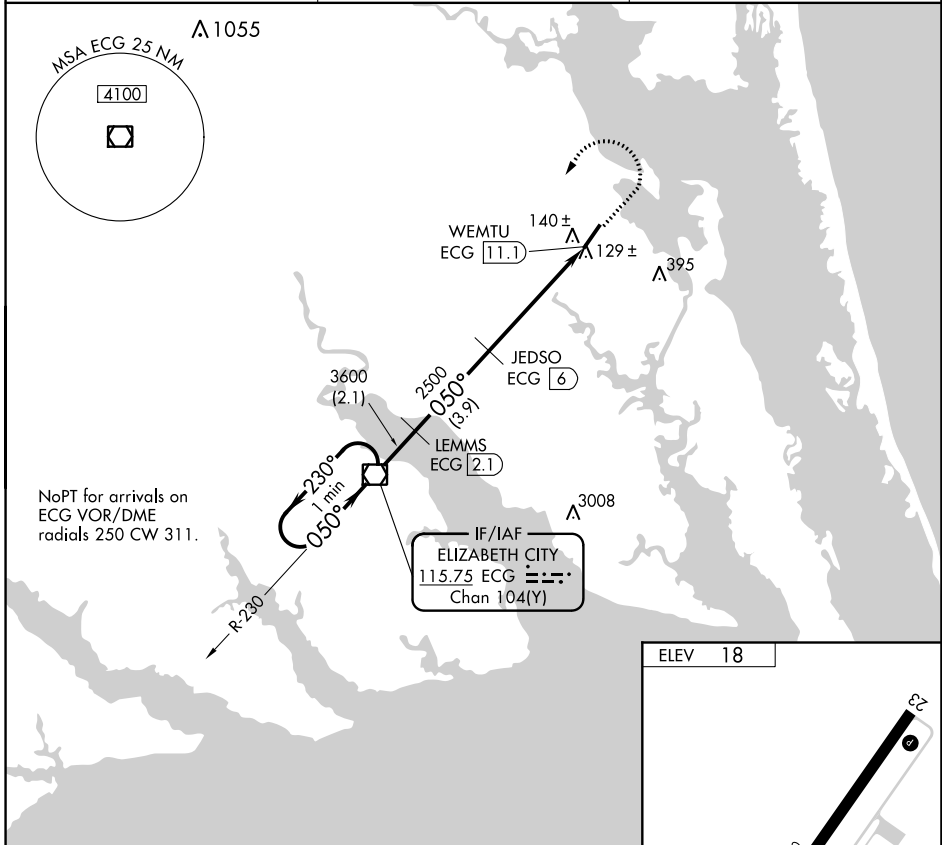 1055
MSA ECG 25 NM
4100
140 ±
WEMTU
ECG 11.1
129 ±
395
JEDSO
ECG 6
3600
(2.1)
2500
050°
(3.9)
LEMMS
ECG 2.1
230°
1 min
050°
NoPT for arrivals on
ECG VOR/DME
radials 250 CW 311.
3008
IF/IAF
ELIZABETH CITY
115.75 ECG
Chan 104(Y)
R-230
ELEV 18
23
P